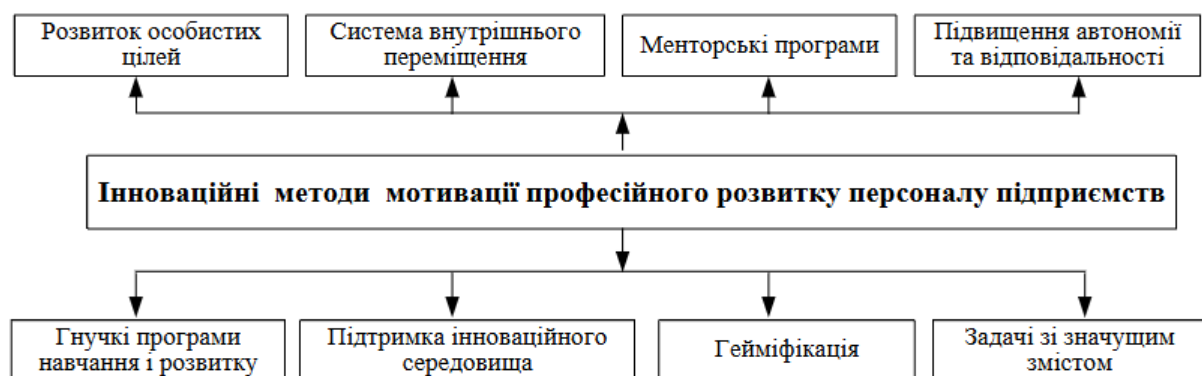 Розвиток особистих
цілей
Система внутрішнього
переміщення
Менторські програми
Підвищення автономії
та відповідальності
Інноваційні методи мотивації професійного розвитку персоналу підприємств
Гнучкі програми
навчання і розвитку
Підтримка інноваційного
середовища
Гейміфікація
Задачі зі значущим
змістом